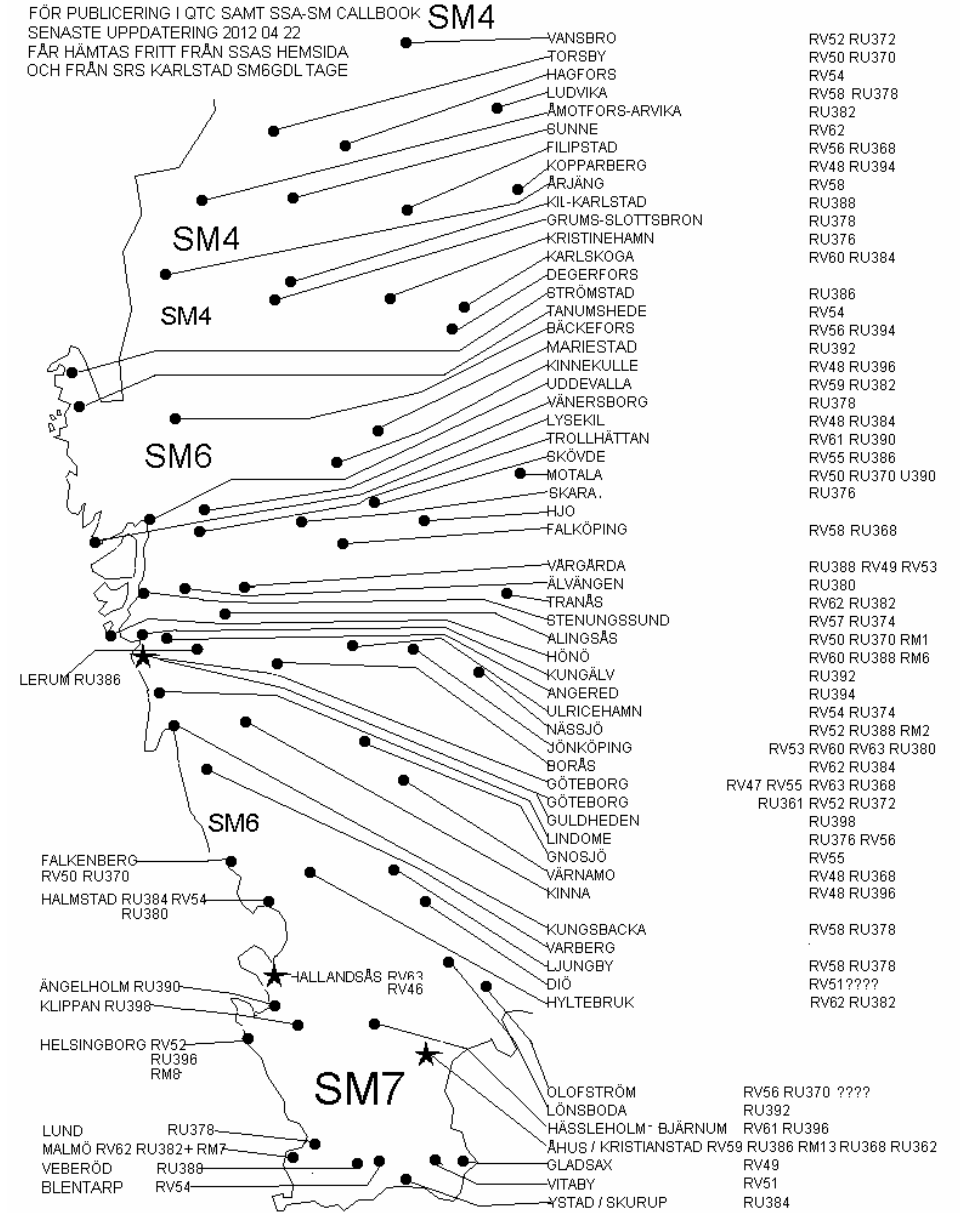 FÖR PUBLICERING I QTC SAMT SSA-SM CALLBOOK SM4
SENASTE UPPDATERING 2012 04 22
FÅR HÄMTAS FRITT FRÅN SSAS HEMSIDA
OCH FRÅN SRS KARLSTAD SM6GDL TAGE
VANSBRO RV52 RU372
TORSBY RV50 RU370
HAGFORS RV54
LUDVIKA RV58 RU378
ÅMOTFORS-ARVIKA RU382
SUNNE RV62
FILIPSTAD RV56 RU368
KOPPARBERG RV48 RU394
ÅRJÄNG RV58
KIL-KARLSTAD RU388
GRUMS-SLOTTSBRON RU378
KRISTINEHAMN RU376
KARLSKOGA RV60 RU384
DEGERFORS
STRÖMSTAD RU386
TANUMSHEDE RV54
BÄCKEFORS RV56 RU394
MARIESTAD RU392
KINNEKULLE RV48 RU396
UDDEVALLA RV59 RU382
VÄNERSBORG RU378
LYSEKIL RV48 RU384
TROLLHÄTTAN RV61 RU390
SKÖVDE RV55 RU386
MOTALA RV50 RU370 U390
SKARA. RU376
HJO
FALKÖPING RV58 RU368
VÅRGÅRDA RU388 RV49 RV53
ÄLVÄNGEN RU380
TRANÅS RV62 RU382
STENUNGSSUND RU57 RU374
ALINGSÅS RV50 RU370 RM1
HÖNÖ RV60 RU388 RM6
KUNGÄLV RU392
ANGERED RU394
ULRICEHAMN RV54 RU374
NÄSSJÖ RV52 RU388 RM2
JÖNKÖPING RV53 RV60 RV63 RU380
BORÅS RV62 RU384
GÖTEBORG RV47 RV55 RV63 RU368
GÖTEBORG RU361 RV52 RU372
GULDHEDEN RU398
LINDOME RU376 RV56
GNOSJÖ RV55
VÄRNAMO RV48 RU368
KINNA RV48 RU396
KUNGSBACKA RV58 RU378
VARBERG
LJUNGBY RV58 RU378
DIÖ RV51????
HYLTEBRUK RV62 RU382
OLOFSTRÖM RV56 RU370 ????
LÖNSBODA RU392
HÄSSLEHOLM - BJÄRNUM RV61 RU396
ÅHUS / KRISTIANSTAD RV59 RU386 RM13 RU368 RU362
GLADSAX RV49
VITABY RV51
YSTAD / SKURUP RU384
SM4
SM4
SM6
LERUM RU386
SM6
FALKENBERG
RV50 RU370
HALMSTAD RU384 RV54
RU380
HALLANDSÅS RV63
RV46
ÄNGELHOLM RU390
KLIPPAN RU398
HELSINGBORG RV52
RU396
RM8
SM7
LUND RU378
MALMÖ RV62 RU382+ RM7
VEBERÖD RU388
BLENTARP RV54